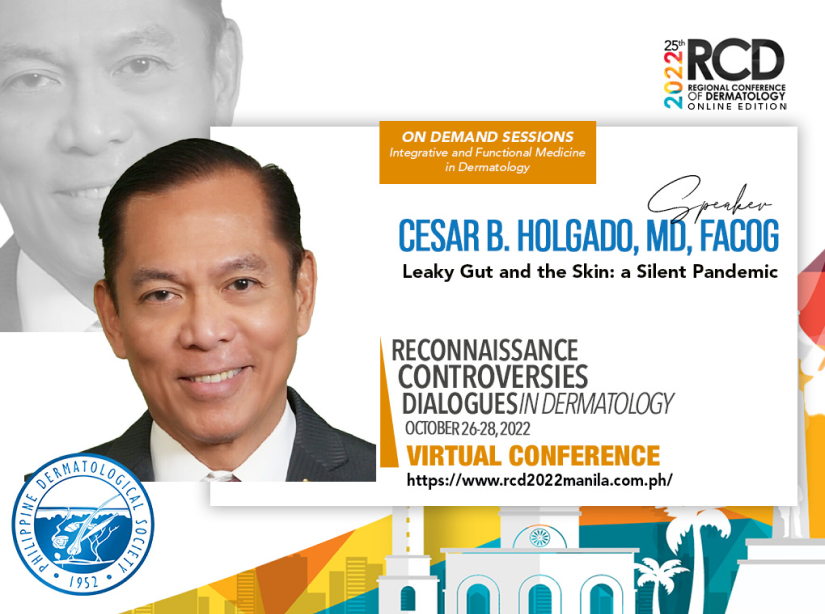 25th
2022
RCD
REGIONAL CONFERENCE
OF DERMATOLOGY
ONLINE EDITION
ON DEMAND SESSIONS
Integrative and Functional Medicine
in Dermatology
Speaker
CESAR B. HOLGADO, MD, FACOG
Leaky Gut and the Skin: a Silent Pandemic
RECONNAISSANCE
CONTROVERSIES
DIALOGUES IN DERMATOLOGY
OCTOBER 26-28, 2022
VIRTUAL CONFERENCE
https://www.rcd2022manila.com.ph/
PHILIPPINE DERMATOLOGICAL SOCIETY
• 1952 •